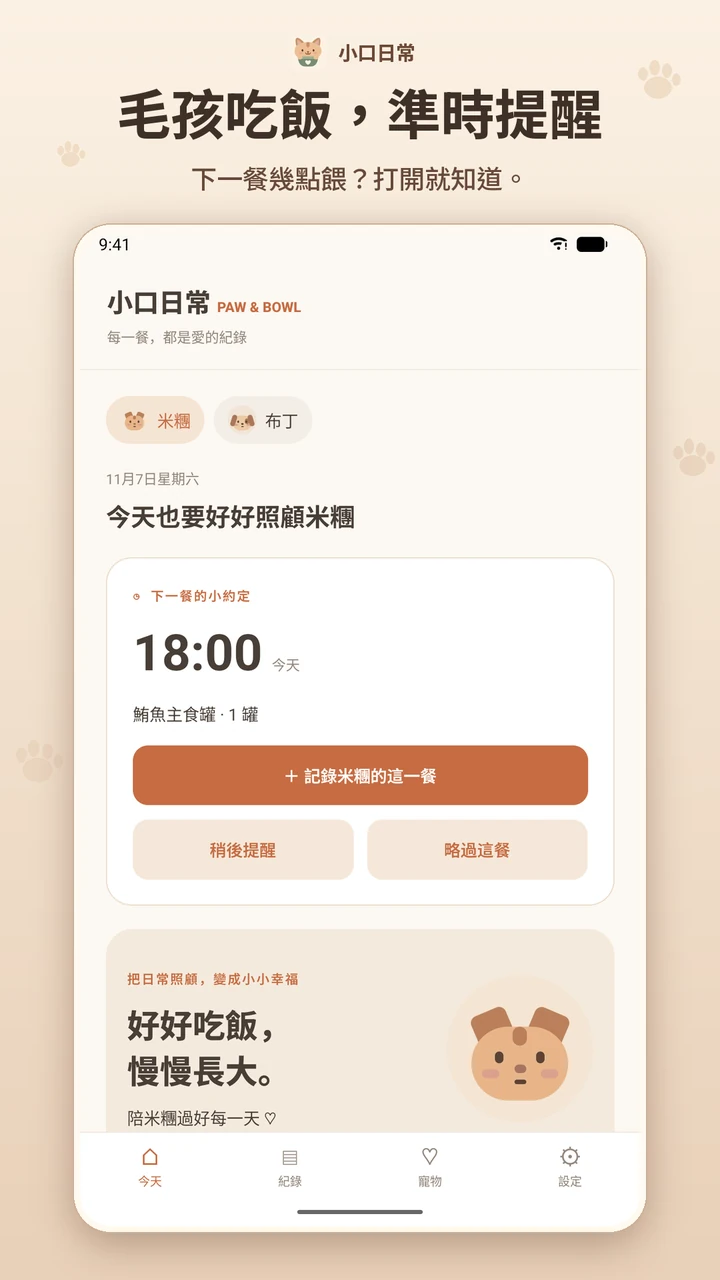 小口日常
毛孩吃飯，準時提醒
下一餐幾點餵？打開就知道。
9:41
小口日常 PAW & BOWL
每一餐，都是愛的紀錄
米糰
布丁
11月7日星期六
今天也要好好照顧米糰
下一餐的小約定
18:00 今天
鮪魚主食罐 · 1 罐
＋ 記錄米糰的這一餐
稍後提醒
略過這餐
把日常照顧，變成小小幸福
好好吃飯，
慢慢長大。
陪米糰過好每一天 ♡
今天
紀錄
寵物
設定